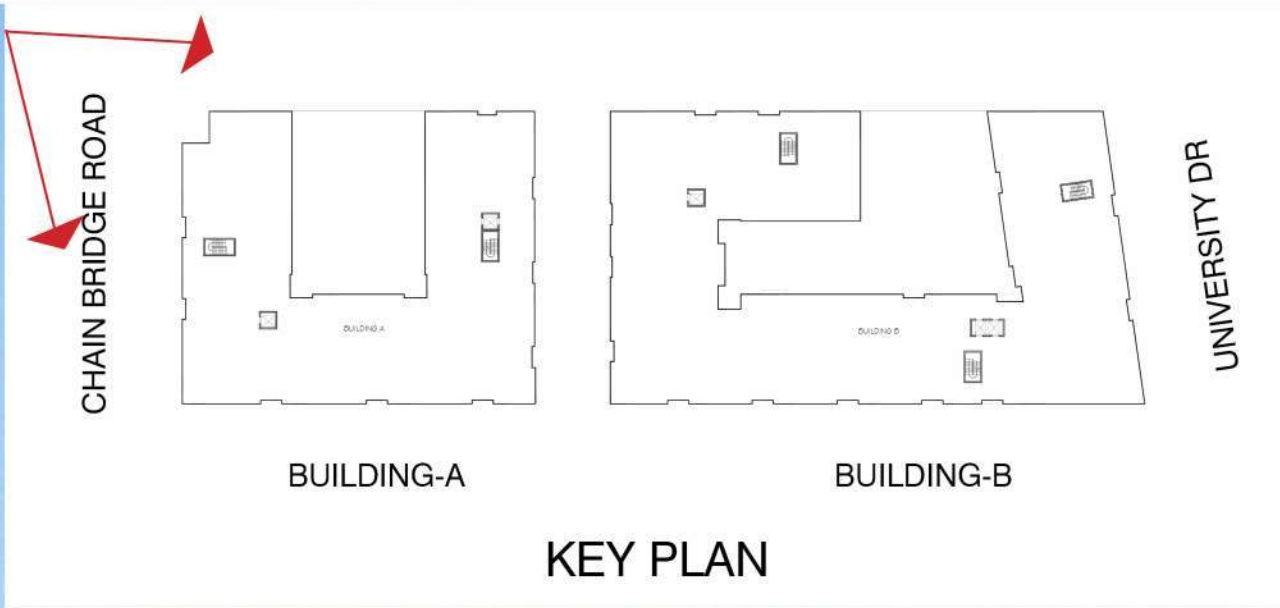 CHAIN BRIDGE ROAD
UNIVERSITY DR
BUILDING A
BUILDING B
BUILDING-A
BUILDING-B
KEY PLAN